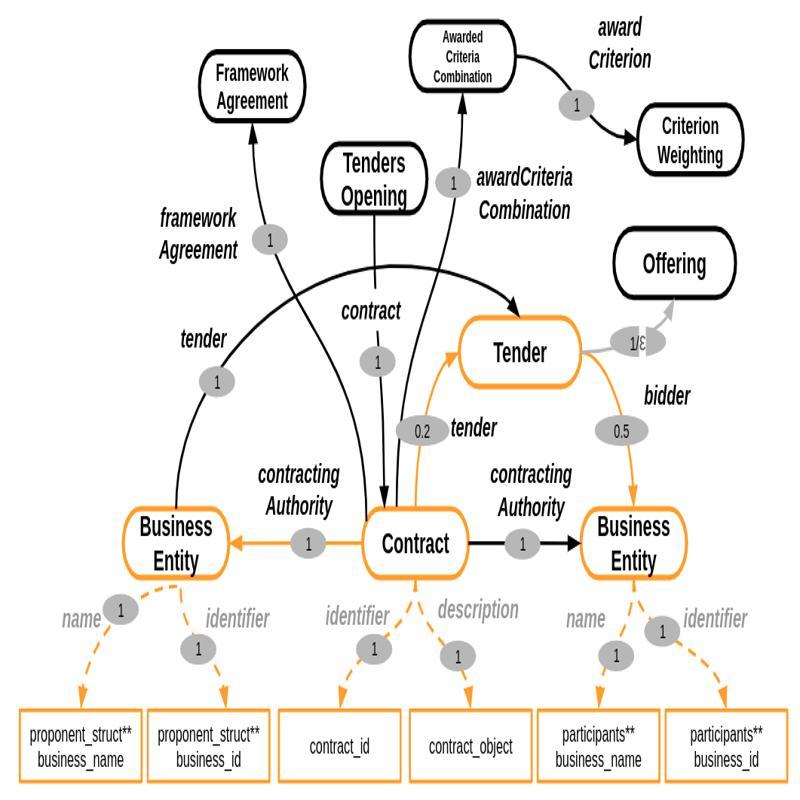 award
Criterion
Awarded
Criteria
Combination
Framework
Agreement
1
Criterion
Weighting
Tenders
Opening
1
awardCriteria
Combination
framework
Agreement
1
Offering
contract
tender
1/ε
Tender
1
1
bidder
0.2
tender
0.5
contracting
Authority
contracting
Authority
Business
Entity
1
Contract
1
Business
Entity
name
1
identifier
identifier
description
name
1
identifier
1
1
1
1
proponent_struct**
business_name
proponent_struct**
business_id
contract_id
contract_object
participants**
business_name
participants**
business_id